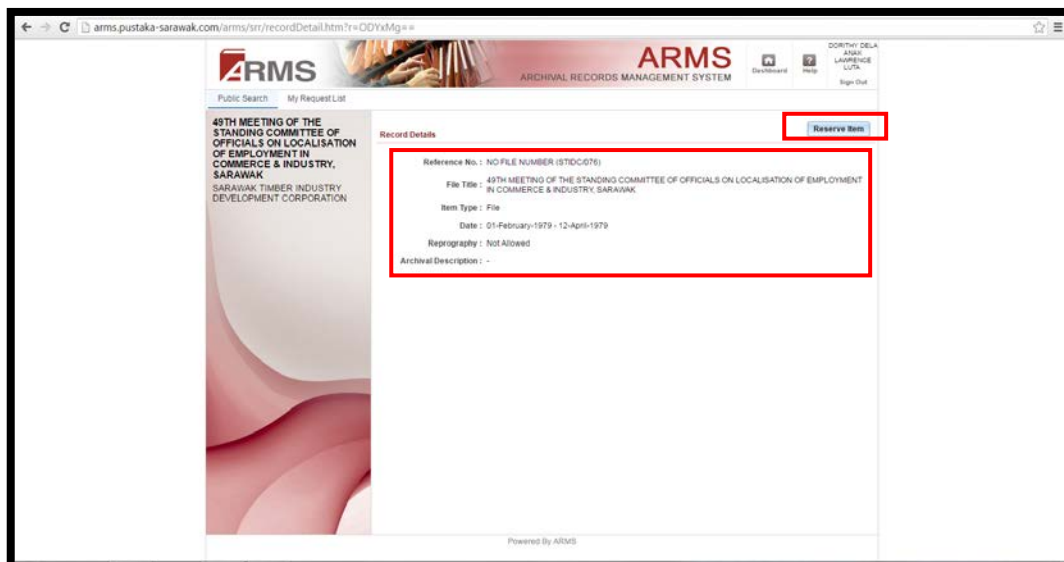 arms.pustaka-sarawak.com/arms/srr/recordDetail.htm?r=ODYxMg==
ARMS
ARMS
ARCHIVAL RECORDS MANAGEMENT SYSTEM
Dashboard
Help
DORITHY DELA
ANAK
LAWRENCE
LUTA
Sign Out
Public Search My Request List
49TH MEETING OF THE
STANDING COMMITTEE OF
OFFICIALS ON LOCALISATION
OF EMPLOYMENT IN
COMMERCE & INDUSTRY,
SARAWAK
SARAWAK TIMBER INDUSTRY
DEVELOPMENT CORPORATION
Record Details
Reserve Item
Reference No. : NO FILE NUMBER (STIDC/076)
File Title : 49TH MEETING OF THE STANDING COMMITTEE OF OFFICIALS ON LOCALISATION OF EMPLOYMENT
IN COMMERCE & INDUSTRY, SARAWAK
Item Type : File
Date : 01-February-1979 - 12-April-1979
Reprography : Not Allowed
Archival Description : -
Powered By ARMS